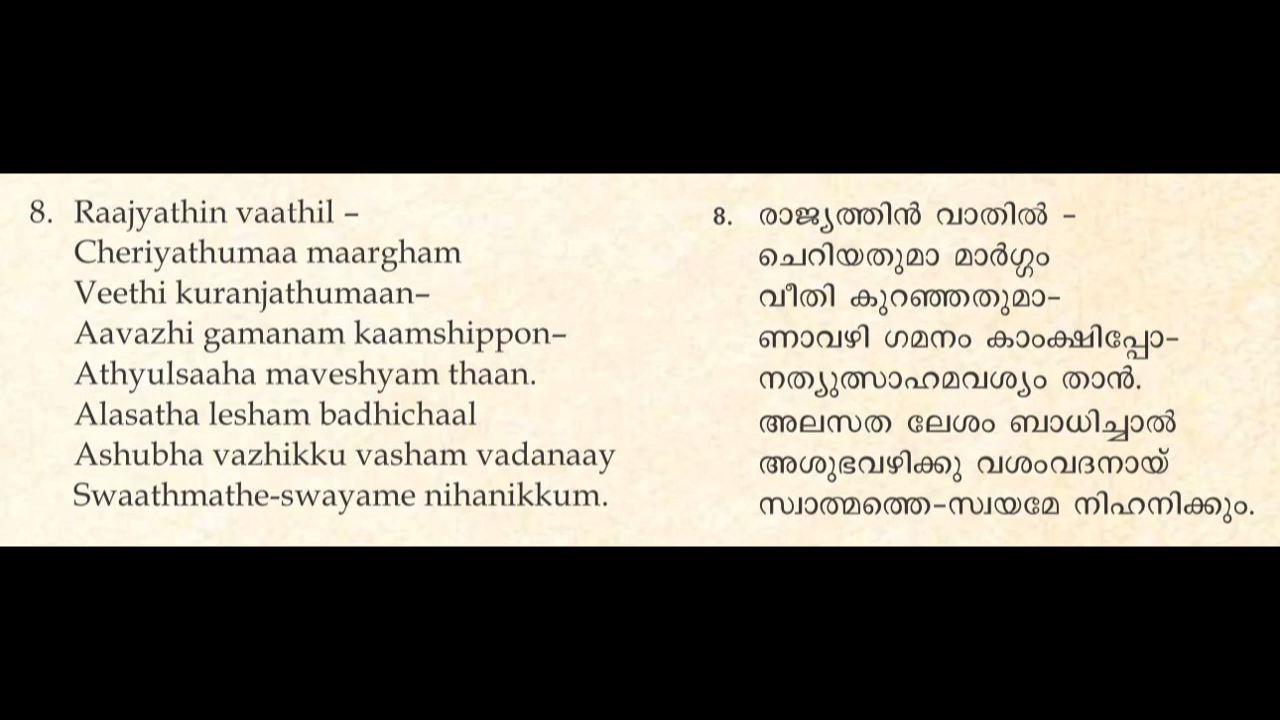 8. Raajyathin vaathil –
Cheriyathumaa maargham
Veethi kuranjathumaan–
Aavazhi gamanam kaamshippon–
Athyulsaaha maveshyam thaan.
Alasatha lesham badhichaal
Ashubha vazhikku vasham vadanaay
Swaathmathe-swayame nihanikkum.
8. രാജ്യത്തിൻ വാതിൽ –
ചെറിയതുമാ മാർഗ്ഗം
വീതി കുറഞ്ഞതുമാ–
ണാവഴി ഗമനം കാംക്ഷിപ്പോ–
നത്യുത്സാഹമവശ്യം താൻ.
അലസത ലേശം ബാധിച്ചാൽ
അശുഭവഴിക്കു വശംവദനായ്
സ്വാത്മത്തെ–സ്വയമേ നിഹനിക്കും.